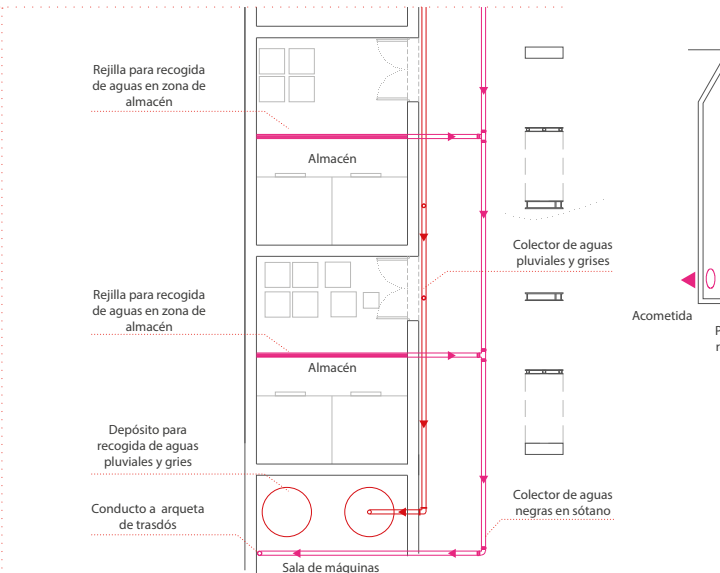 Rejilla para recogida
de aguas en zona de
almacén
Almacén
Colector de aguas
pluviales y grises
Rejilla para recogida
de aguas en zona de
almacén
Acometida
P
Almacén
Depósito para
recogida de aguas
pluviales y gries
Conducto a arqueta
de trasdós
Colector de aguas
negras en sótano
Sala de máquinas